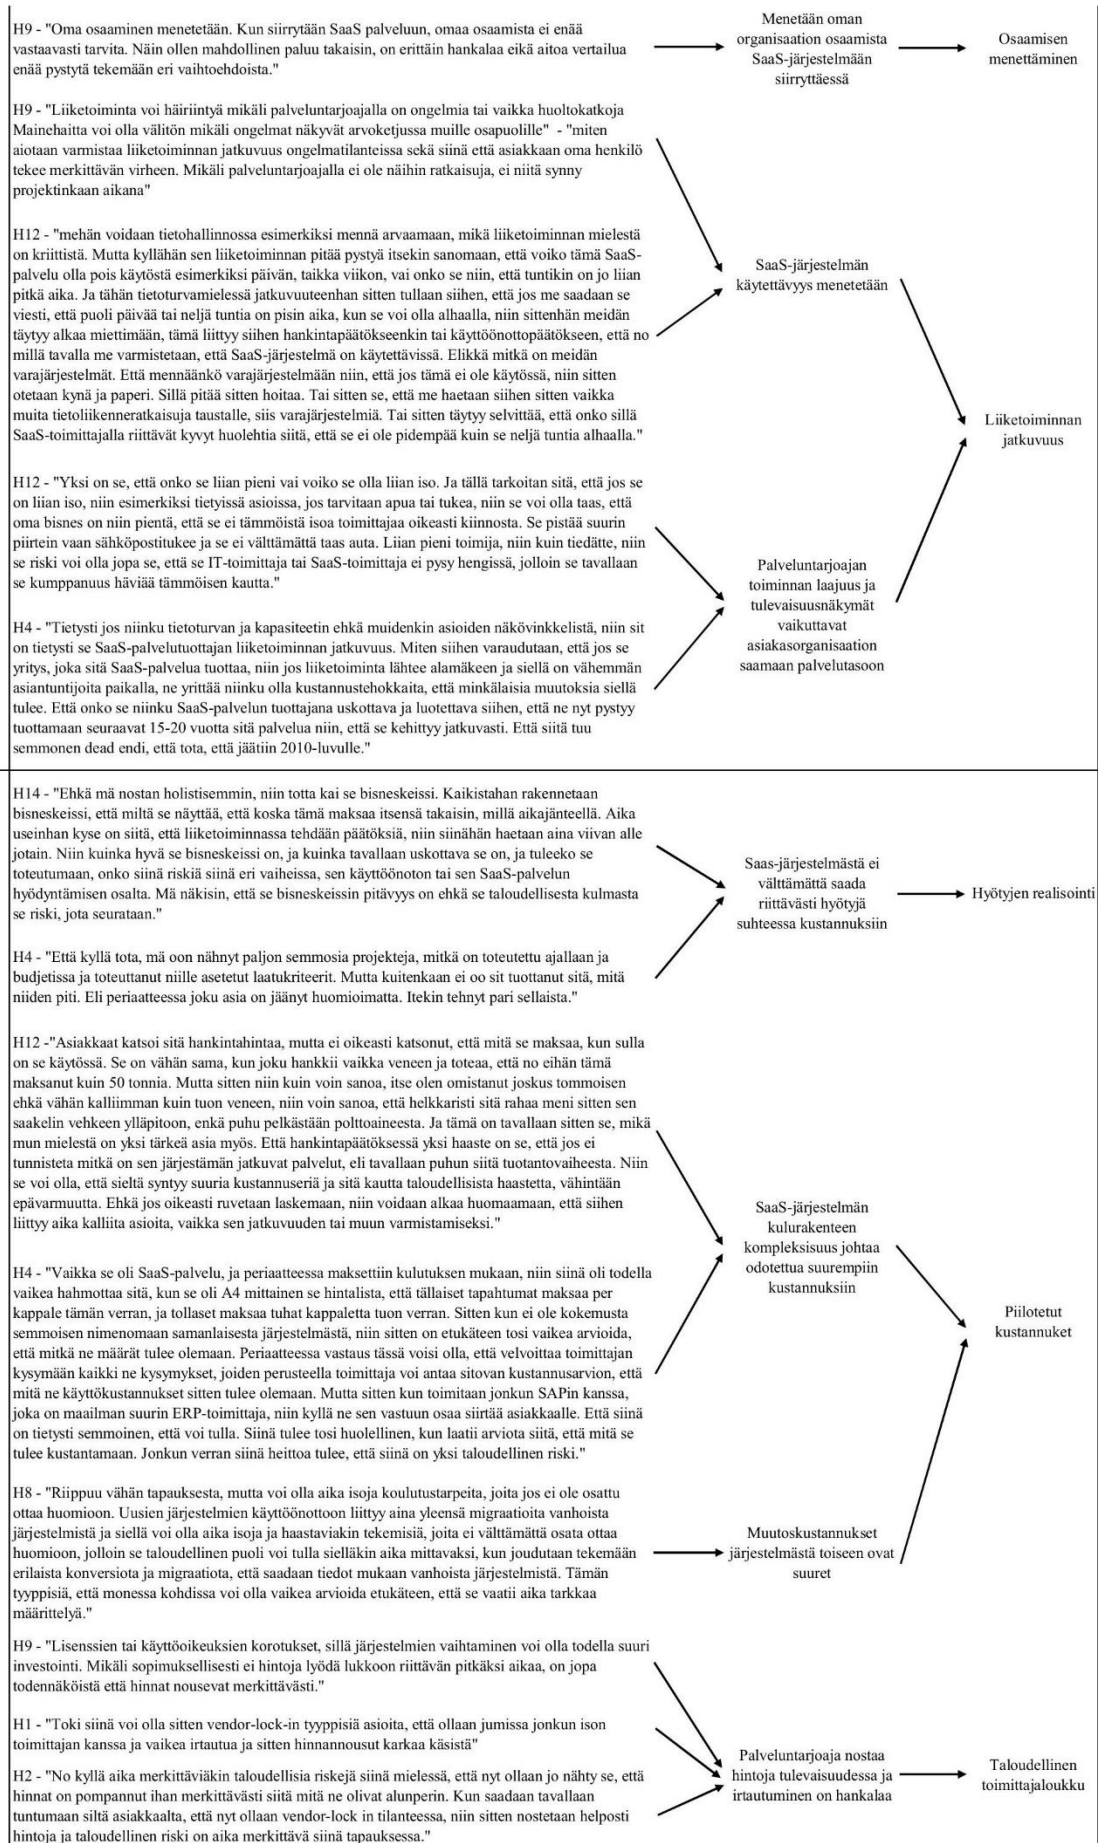 H9 - "Oma osaaminen menetetään. Kun siirrytään SaaS palveluun, omaa osaamista ei enää
vastaavasti tarvita. Näin ollen mahdollinen paluu takaisin, on erittäin hankalaa eikä aitoa vertailua
enää pystytä tekemään eri vaihtoehdoista."
Menetään oman
organisaation osaamista
SaaS-järjestelmään
siirryttäessä
Osaamisen
menettäminen
H9 - "Liiketoiminta voi häiriintyä mikäli palveluntarjoajalla on ongelmia tai vaikka huoltokatkoja
Mainehaitta voi olla välitön mikäli ongelmat näkyvät arvoketjussa muille osapuolille" - "miten
aiotaan varmistaa liiketoiminnan jatkuvuus ongelmatilanteissa sekä siinä että asiakkaan oma henkilö
tekee merkittävän virheen. Mikäli palveluntarjoajalla ei ole näihin ratkaisuja, ei niitä synny
projektinkaan aikana"
H12 - "mehän voidaan tietohallinnossa esimerkiksi mennä arvaamaan, mikä liiketoiminnan mielestä
on kriittistä. Mutta kyllähän sen liiketoiminnan pitää pystyä itsekin sanomaan, että voiko tämä SaaS-
palvelu olla pois käytöstä esimerkiksi päivän, taikka viikon, vai onko se niin, että tuntikin on jo liian
pitkä aika. Ja tähän tietoturvamielessä jatkuvuuteenhan sitten tullaan siihen, että jos me saadaan se
viesti, että puoli päivää tai neljä tuntia on pisin aika, kun se voi olla alhaalla, niin sittenhän meidän
täytyy alkaa miettimään, tämä liittyy siihen hankintapäätökseenkin tai käyttöönottopäätökseen, että no
millä tavalla me varmistetaan, että SaaS-järjestelmä on käytettävissä. Elikkä mitkä on meidän
varajärjestelmät. Että mennäänkö varajärjestelmään niin, että jos tämä ei ole käytössä, niin sitten
otetaan kynä ja paperi. Sillä pitää sitten hoitaa. Tai sitten se, että me haetaan siihen sitten vaikka
muita tietoliikenneratkaisuja taustalle, siis varajärjestelmiä. Tai sitten täytyy selvittää, että onko sillä
SaaS-toimittajalla riittävät kyvyt huolehtia siitä, että se ei ole pidempää kuin se neljä tuntia alhaalla."
SaaS-järjestelmän
käytettävyys menetetään
H12 - "Yksi on se, että onko se liian pieni vai voiko se olla liian iso. Ja tällä tarkoitan sitä, että jos se
on liian iso, niin esimerkiksi tietyissä asioissa, jos tarvitaan apua tai tukea, niin se voi olla taas, että
oma bisnes on niin pientä, että se ei tämmöistä isoa toimittajaa oikeasti kiinnosta. Se pistää suurin
piirtein vaan sähköpostitukee ja se ei välttämättä taas auta. Liian pieni toimija, niin kuin tiedätte, niin
se riski voi olla jopa se, että se IT-toimittaja tai SaaS-toimittaja ei pysy hengissä, jolloin se tavallaan
se kumppanuus häviää tämmöisen kautta."
H4 - "Tietysti jos niinku tietoturvan ja kapasiteetin ehkä muidenkin asioiden näkövinkkelistä, niin sit
on tietysti se SaaS-palvelutuottajan liiketoiminnan jatkuvuus. Miten siihen varaudutaan, että jos se
yritys, joka sitä SaaS-palvelua tuottaa, niin jos liiketoiminta lähtee alamäkeen ja siellä on vähemmän
asiantuntijoita paikalla, ne yrittää niinku olla kustannustehokkaita, että minkälaisia muutoksia siellä
tulee. Että onko se niinku SaaS-palvelun tuottajana uskottava ja luotettava siihen, että ne nyt pystyy
tuottamaan seuraavat 15-20 vuotta sitä palvelua niin, että se kehittyy jatkuvasti. Että siitä tuu
semmonen dead endi, että tota, että jäätiin 2010-luvulle."
Palveluntarjoajan
toiminnan laajuus ja
tulevaisuusnäkymät
vaikuttavat
asiakasorganisaation
saamaan palvelutasoon
Liiketoiminnan
jatkuvuus
H14 - "Ehkä mä nostan holistisemmin, niin totta kai se bisneskeissi. Kaikistahan rakennetaan
bisneskeissi, että miltä se näyttää, että koska tämä maksaa itsensä takaisin, millä aikajänteellä. Aika
useinhan kyse on siitä, että liiketoiminnassa tehdään päätöksiä, niin siinähän haetaan aina viivan alle
jotain. Niin kuinka hyvä se bisneskeissi on, ja kuinka tavallaan uskottava se on, ja tuleeko se
toteutumaan, onko siinä riskiä siinä eri vaiheissa, sen käyttöönoton tai sen SaaS-palvelun
hyödyntämisen osalta. Mä näkisin, että se bisneskeissin pitävyys on ehkä se taloudellisesta kulmasta
se riski, jota seurataan."
H4 - "Että kyllä tota, mä oon nähnyt paljon semmosia projekteja, mitkä on toteutettu ajallaan ja
budjetissa ja toteuttanut niille asetetut laatukriteerit. Mutta kuitenkaan ei oo sit tuottanut sitä, mitä
niiden piti. Eli periaatteessa joku asia on jäänyt huomioimatta. Itekin tehnyt pari sellaista."
Saas-järjestelmästä ei
välttämättä saada
riittävästi hyötyjä
suhteessa kustannuksiin
Hyötyjen realisointi
H12 -"Asiakkaat katsoi sitä hankintahintaa, mutta ei oikeasti katsonut, että mitä se maksaa, kun sulla
on se käytössä. Se on vähän sama, kun joku hankkii vaikka veneen ja toteaa, että no eihän tämä
maksanut kuin 50 tonnia. Mutta sitten niin kuin voin sanoa, itse olen omistanut joskus tommoisen
ehkä vähän kalliimman kuin tuon veneen, niin voin sanoa, että helkkaristi sitä rahaa meni sitten sen
saakelin vehkeen ylläpitoon, enkä puhu pelkästään polttoaineesta. Ja tämä on tavallaan sitten se, mikä
mun mielestä on yksi tärkeä asia myös. Että hankintapäätöksessä yksi haaste on se, että jos ei
tunnisteta mitkä on sen järjestämän jatkuvat palvelut, eli tavallaan puhun siitä tuotantovaiheesta. Niin
se voi olla, että sieltä syntyy suuria kustannuseriä ja sitä kautta taloudellisista haastetta, vähintään
epävarmuutta. Ehkä jos oikeasti ruvetaan laskemaan, niin voidaan alkaa huomaamaan, että siihen
liittyy aika kalliita asioita, vaikka sen jatkuvuuden tai muun varmistamiseksi."
H4 - "Vaikka se oli SaaS-palvelu, ja periaatteessa maksettiin kulutuksen mukaan, niin siinä oli todella
vaikea hahmottaa sitä, kun se oli A4 mittainen se hintalista, että tällaiset tapahtumat maksaa per
kappale tämän verran, ja tollaset maksaa tuhat kappaletta tuon verran. Sitten kun ei ole kokemusta
semmoisen nimenomaan samanlaisesta järjestelmästä, niin sitten on etukäteen tosi vaikea arvioida,
että mitkä ne määrät tulee olemaan. Periaatteessa vastaus tässä voisi olla, että velvoittaa toimittajan
kysymään kaikki ne kysymykset, joiden perusteella toimittaja voi antaa sitovan kustannusarvion, että
mitä ne käyttökustannukset sitten tulee olemaan. Mutta sitten kun toimitaan jonkun SAPin kanssa,
joka on maailman suurin ERP-toimittaja, niin kyllä ne sen vastuun osaa siirtää asiakkaalle. Että siinä
on tietysti semmoinen, että voi tulla. Siinä tulee tosi huolellinen, kun laatii arviota siitä, että mitä se
tulee kustantamaan. Jonkun verran siinä heittoa tulee, että siinä on yksi taloudellinen riski."
SaaS-järjestelmän
kulurakenteen
kompleksisuus johtaa
odotettua suurempiin
kustannuksiin
Piilotetut
kustannuket
H8 - "Riippuu vähän tapauksesta, mutta voi olla aika isoja koulutustarpeita, joita jos ei ole osattu
ottaa huomioon. Uusien järjestelmien käyttöönottoon liittyy aina yleensä migraatioita vanhoista
järjestelmistä ja siellä voi olla aika isoja ja haastaviakin tekemisiä, joita ei välttämättä osata ottaa
huomioon, jolloin se taloudellinen puoli voi tulla sielläkin aika mittavaksi, kun joudutaan tekemään
erilaista konversiota ja migraatiota, että saadaan tiedot mukaan vanhoista järjestelmistä. Tämän
tyyppisiä, että monessa kohdissa voi olla vaikea arvioida etukäteen, että se vaatii aika tarkkaa
määrittelyä."
Muutoskustannukset
järjestelmästä toiseen ovat
suuret
H9 - "Lisenssien tai käyttöoikeuksien korotukset, sillä järjestelmien vaihtaminen voi olla todella suuri
investointi. Mikäli sopimuksellisesti ei hintoja lyödä lukkoon riittävän pitkäksi aikaa, on jopa
todennäköistä että hinnat nousevat merkittävästi."
H1 - "Toki siinä voi olla sitten vendor-lock-in tyyppisiä asioita, että ollaan jumissa jonkun ison
toimittajan kanssa ja vaikea irtautua ja sitten hinnannousut karkaa käsistä"
H2 - "No kyllä aika merkittäviäkin taloudellisia riskejä siinä mielessä, että nyt ollaan jo nähty se, että
hinnat on pompannut ihan merkittävästi siitä mitä ne olivat alunperin. Kun saadaan tavallaan
tuntumaan siltä asiakkaalta, että nyt ollaan vendor-lock in tilanteessa, niin sitten nostetaan helposti
hintoja ja taloudellinen riski on aika merkittävä siinä tapauksessa."
Palveluntarjoaja nostaa
hintoja tulevaisuudessa ja
irtautuminen on hankalaa
Taloudellinen
toimittajaloukku